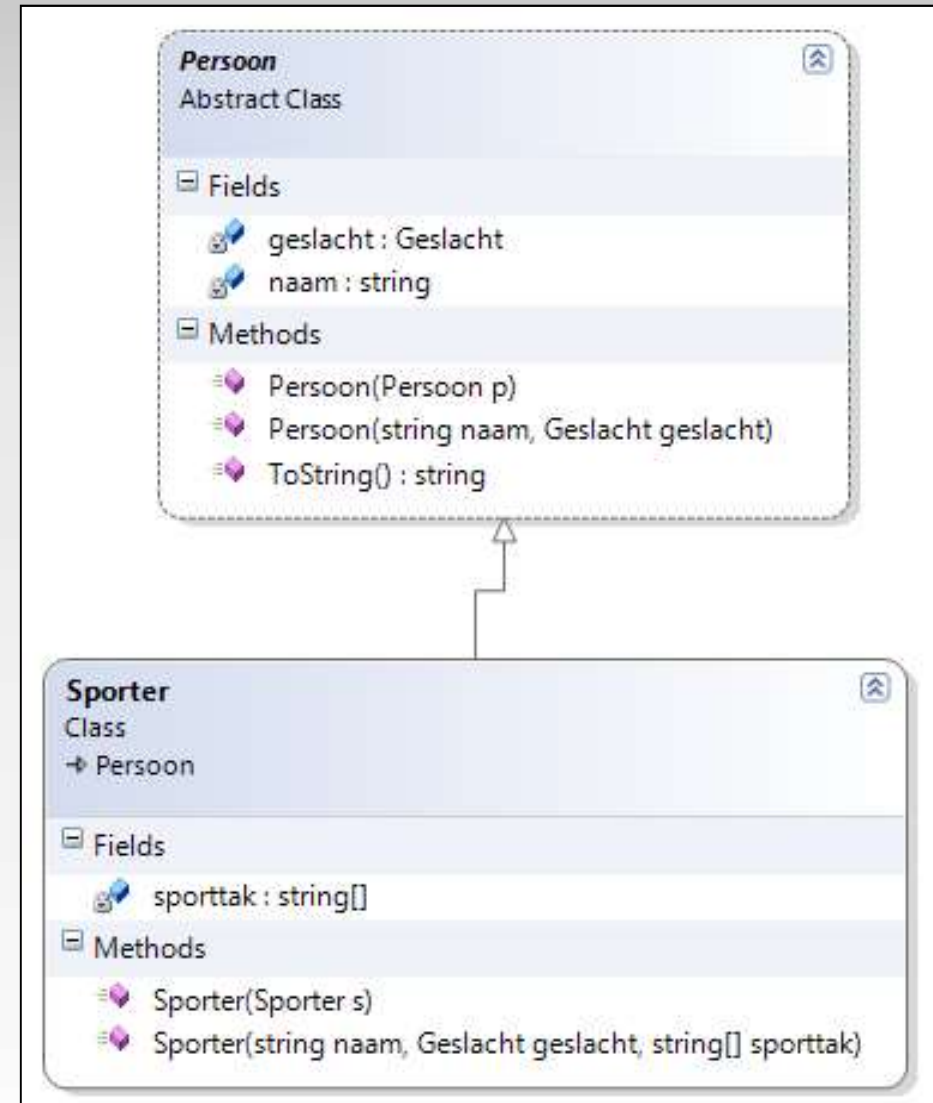 Persoon
Abstract Class
Fields
geslacht : Geslacht
naam : string
Methods
Persoon(Persoon p)
Persoon(string naam, Geslacht geslacht)
ToString() : string
Sporter
Class
Persoon
Fields
sporttak : string[]
Methods
Sporter(Sporter s)
Sporter(string naam, Geslacht geslacht, string[] sporttak)